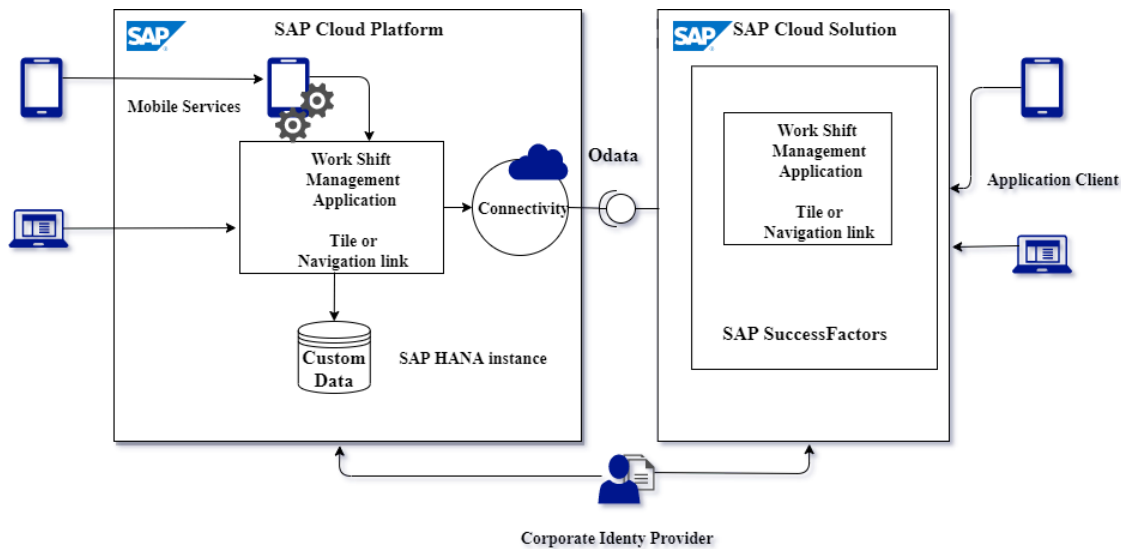 SAP
SAP Cloud Platform
Mobile Services
Work Shift
Management
Application
Tile or
Navigation link
Connectivity
Custom
Data
SAP HANA instance
Odata
SAP
SAP Cloud Solution
Work Shift
Management
Application
Tile or
Navigation link
SAP SuccessFactors
Application Client
Corporate Identy Provider